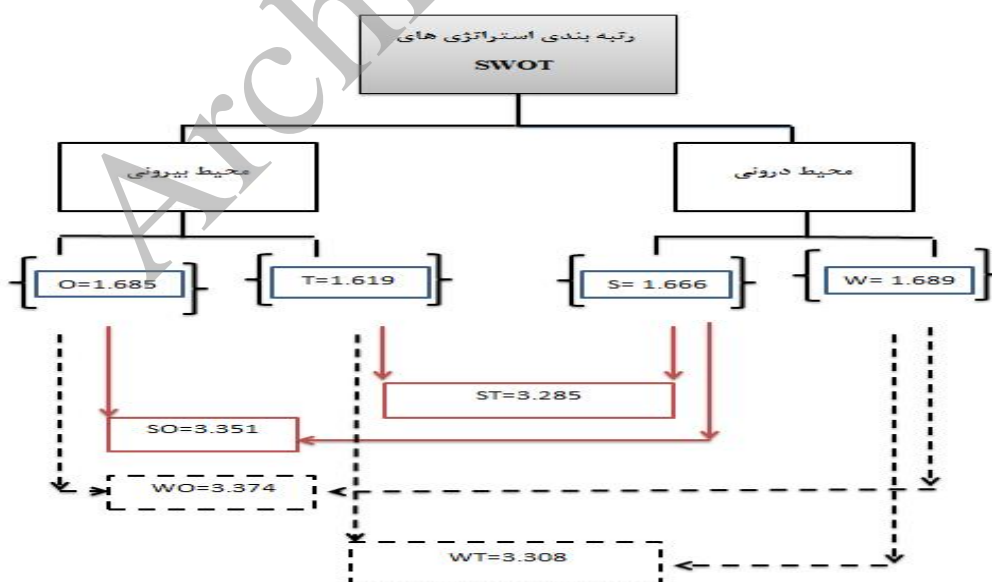 رتبه بندی استراتژی های
SWOT
محیط درونی
محیط بیرونی
O=1.685
T=1.619
S= 1.666
W= 1.689
ST=3.285
SO=3.351
WO=3.374
WT=3.308